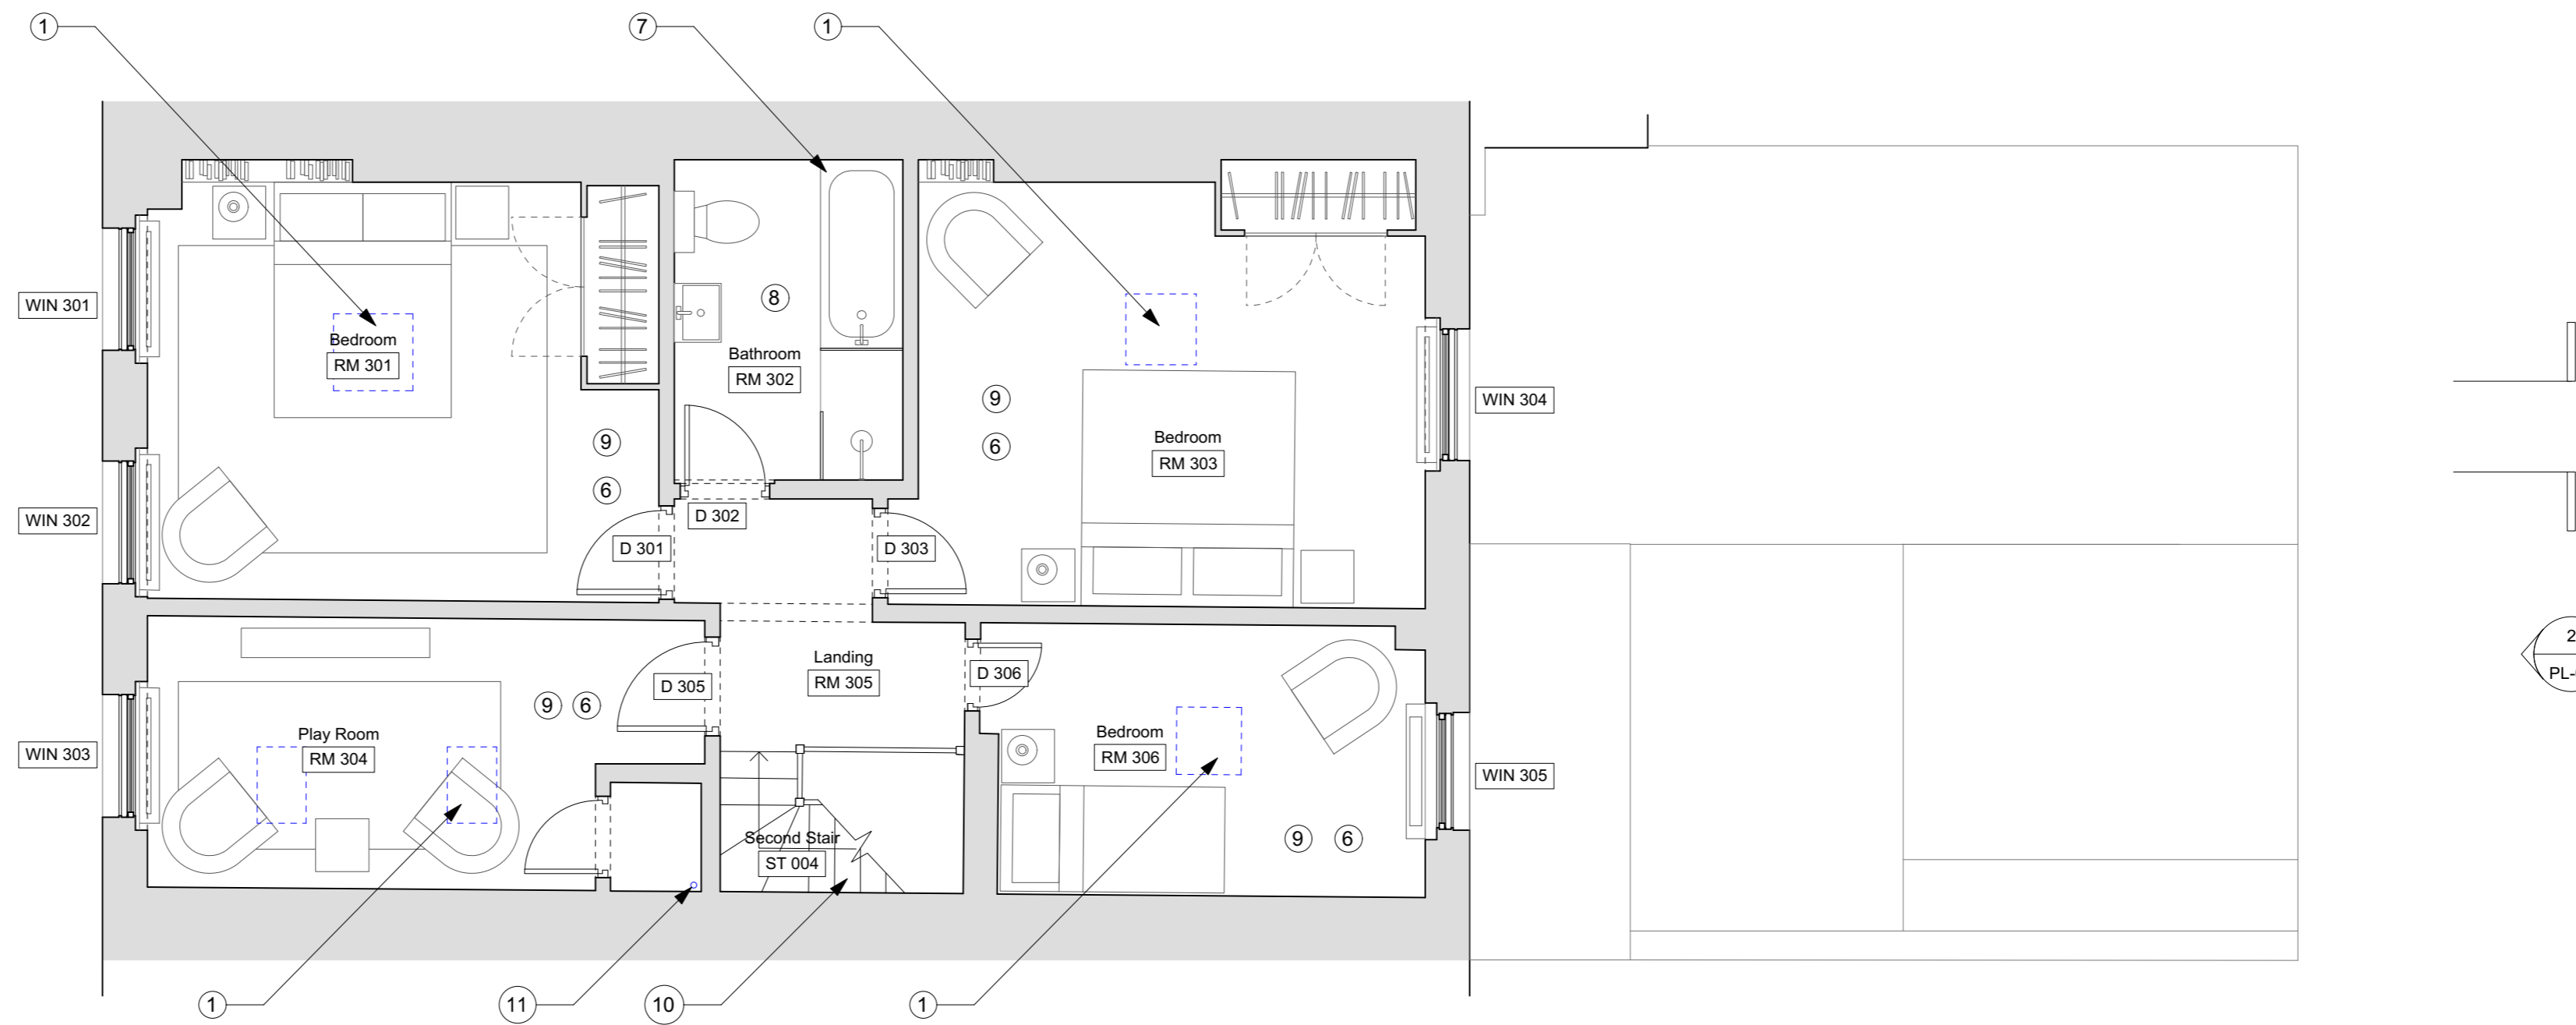 1
7
1
WIN 301
WIN 302
WIN 303
Bedroom
RM 301
9
6
D 301
8
Bathroom
RM 302
D 302
D 303
9
6
Bedroom
RM 303
WIN 304
Play Room
RM 304
9 6
D 305
Landing
RM 305
D 306
Bedroom
RM 306
9 6
WIN 305
Second Stair
ST 004
1
11
10
1
2